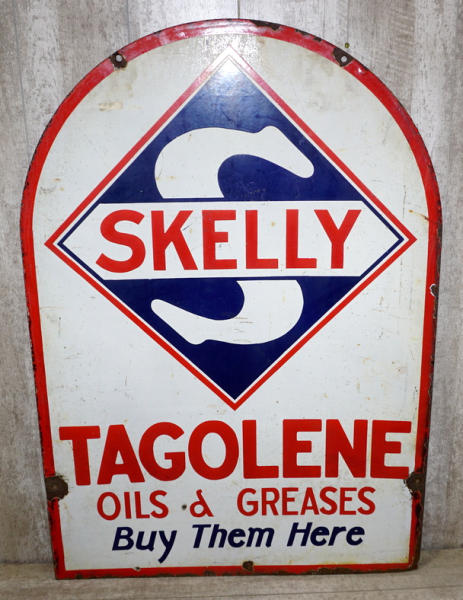 S
SKELLY
TAGOLENE
OILS & GREASES
Buy Them Here